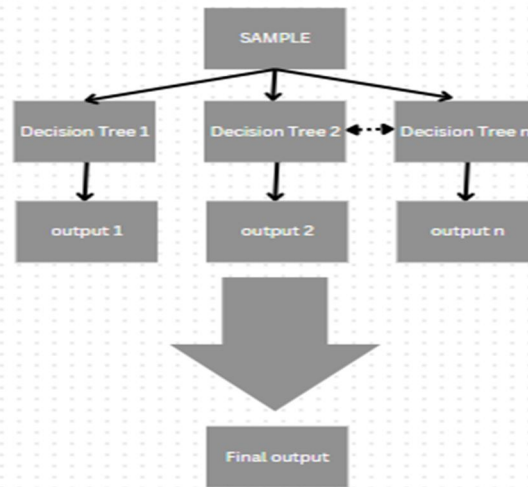 SAMPLE
Decision Tree 1
Decision Tree 2
Decision Tree n
output 1
output 2
output n
Final output